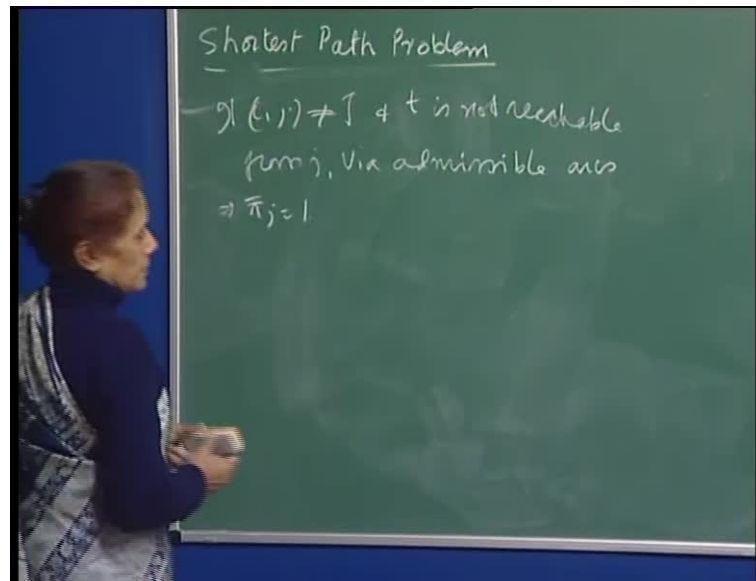 Shortest Path Problem
If (i,j) ≠ J & t is not reachable
from j, via admissible arcs
⇒ π̄j = 1